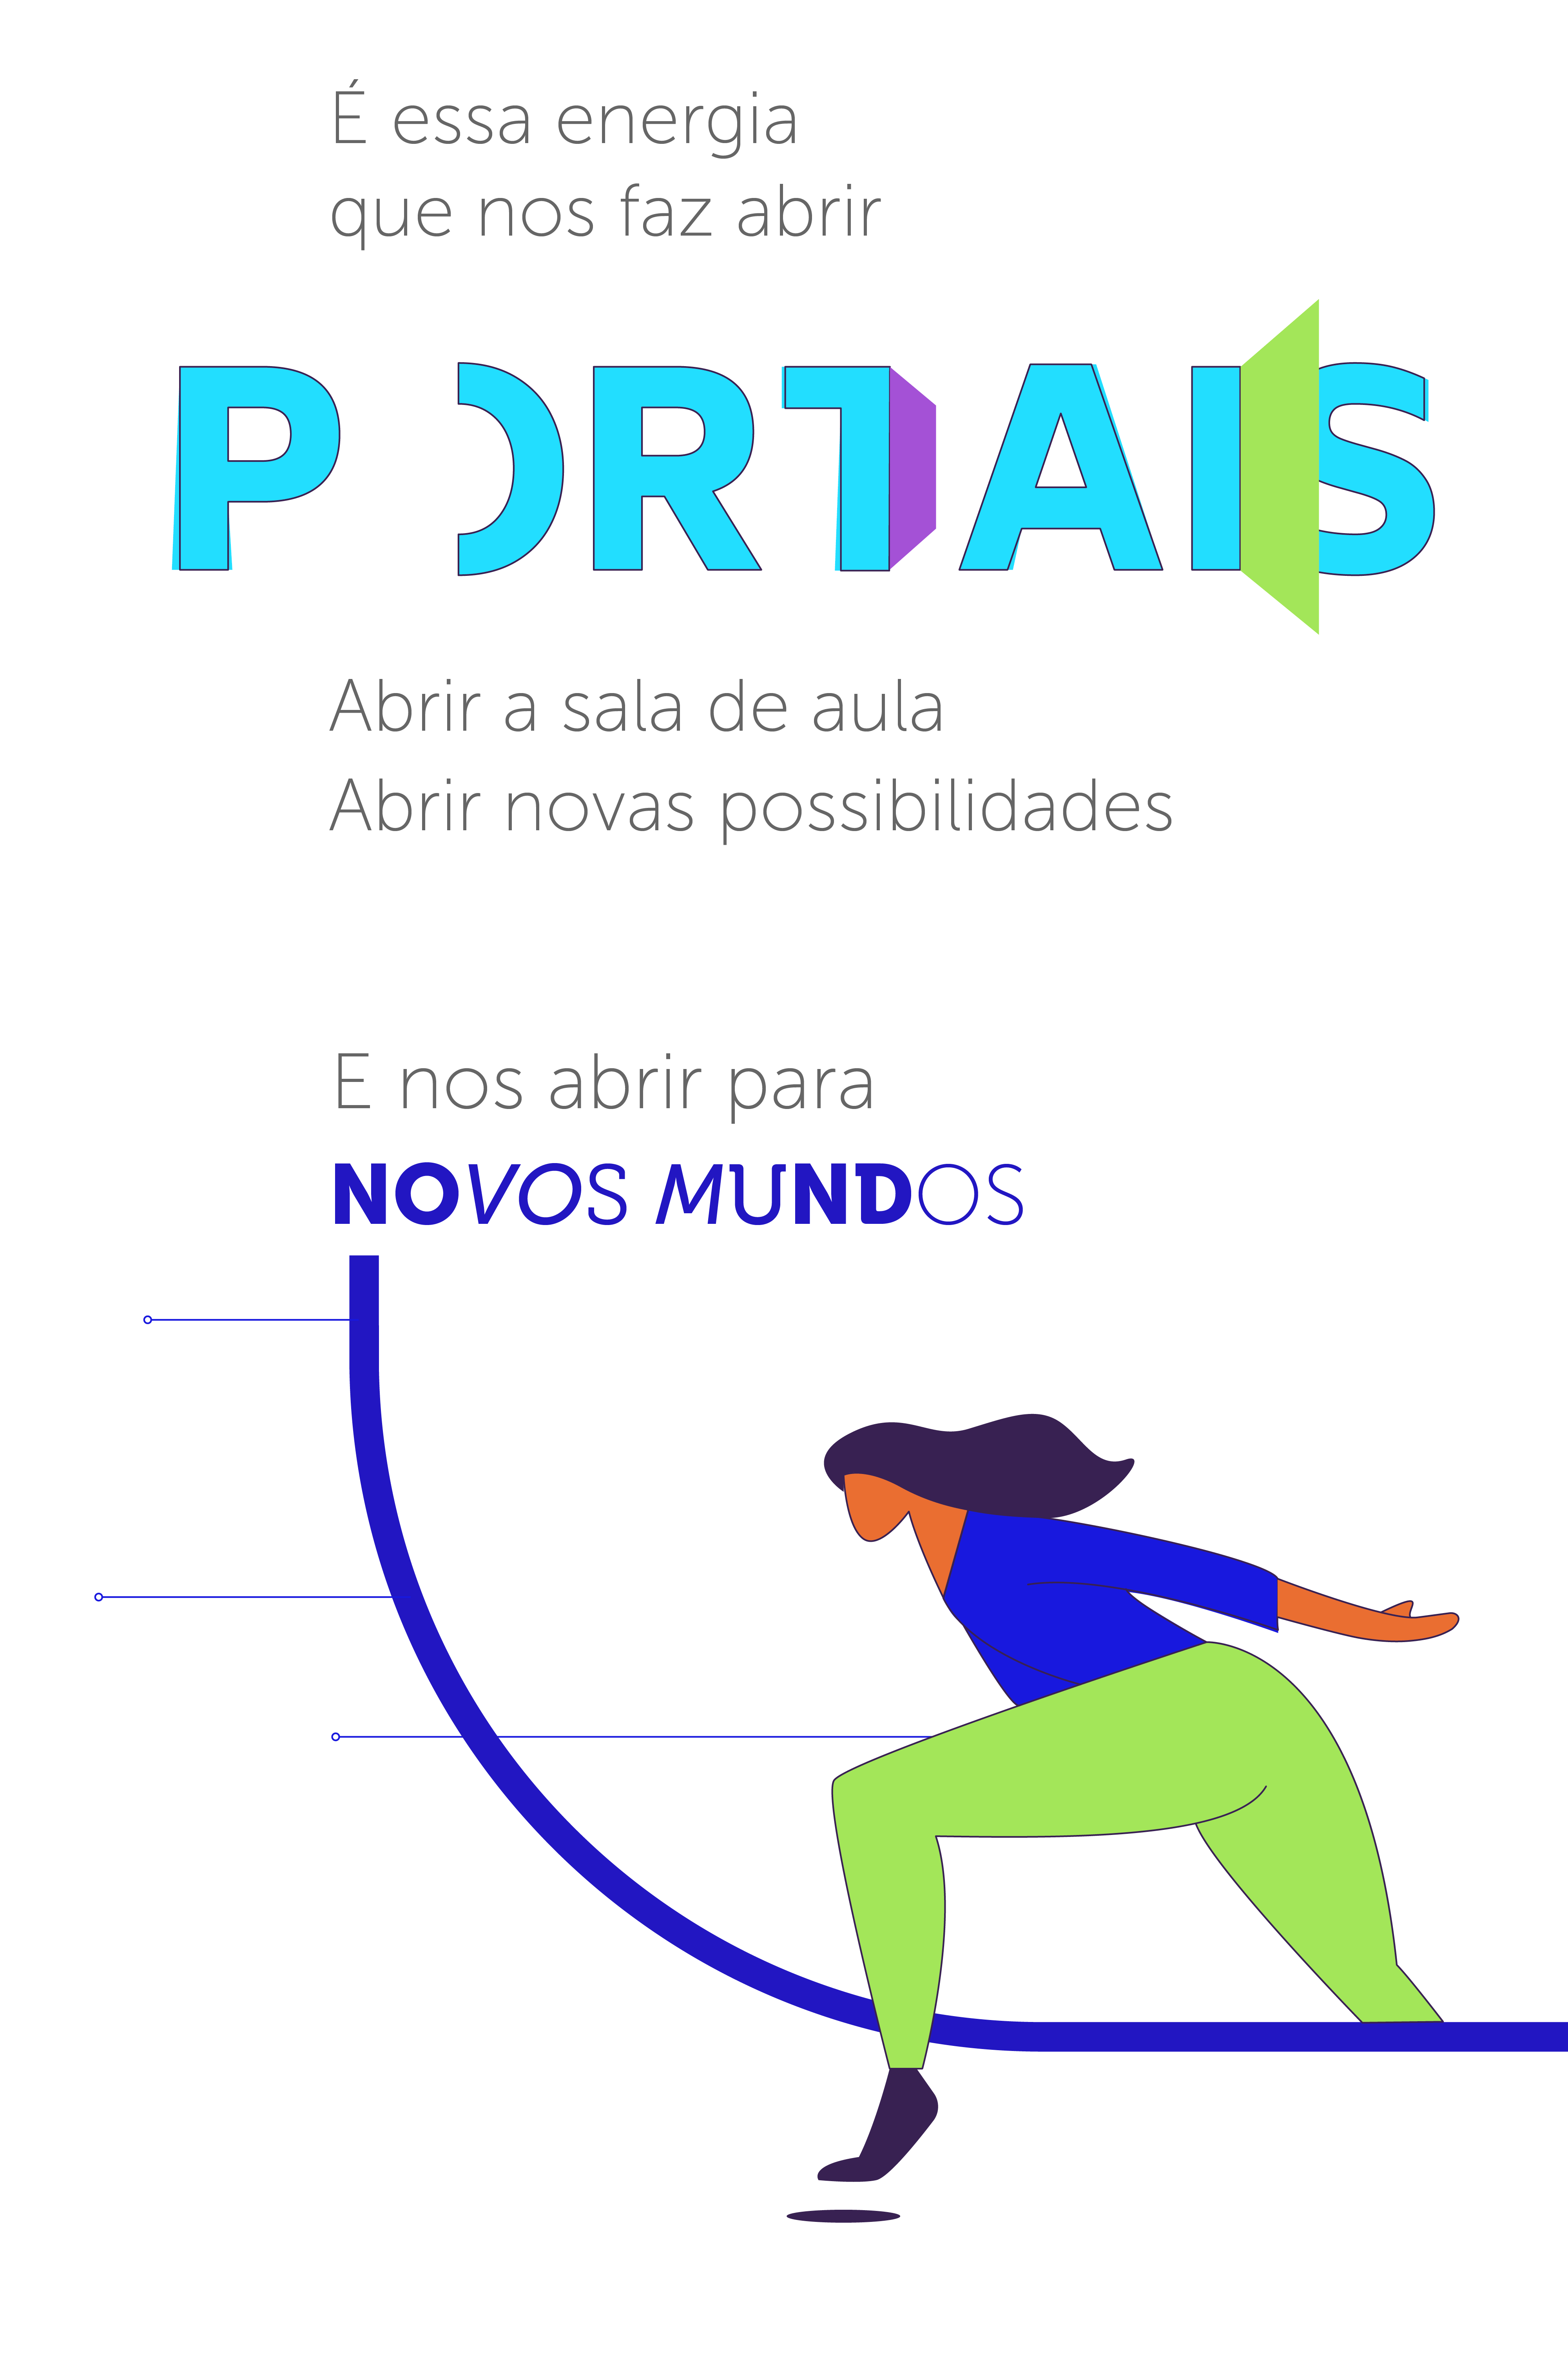 É essa energia
que nos faz abrir
PORTAIS
Abrir a sala de aula
Abrir novas possibilidades
E nos abrir para
NOVOS MUNDOS